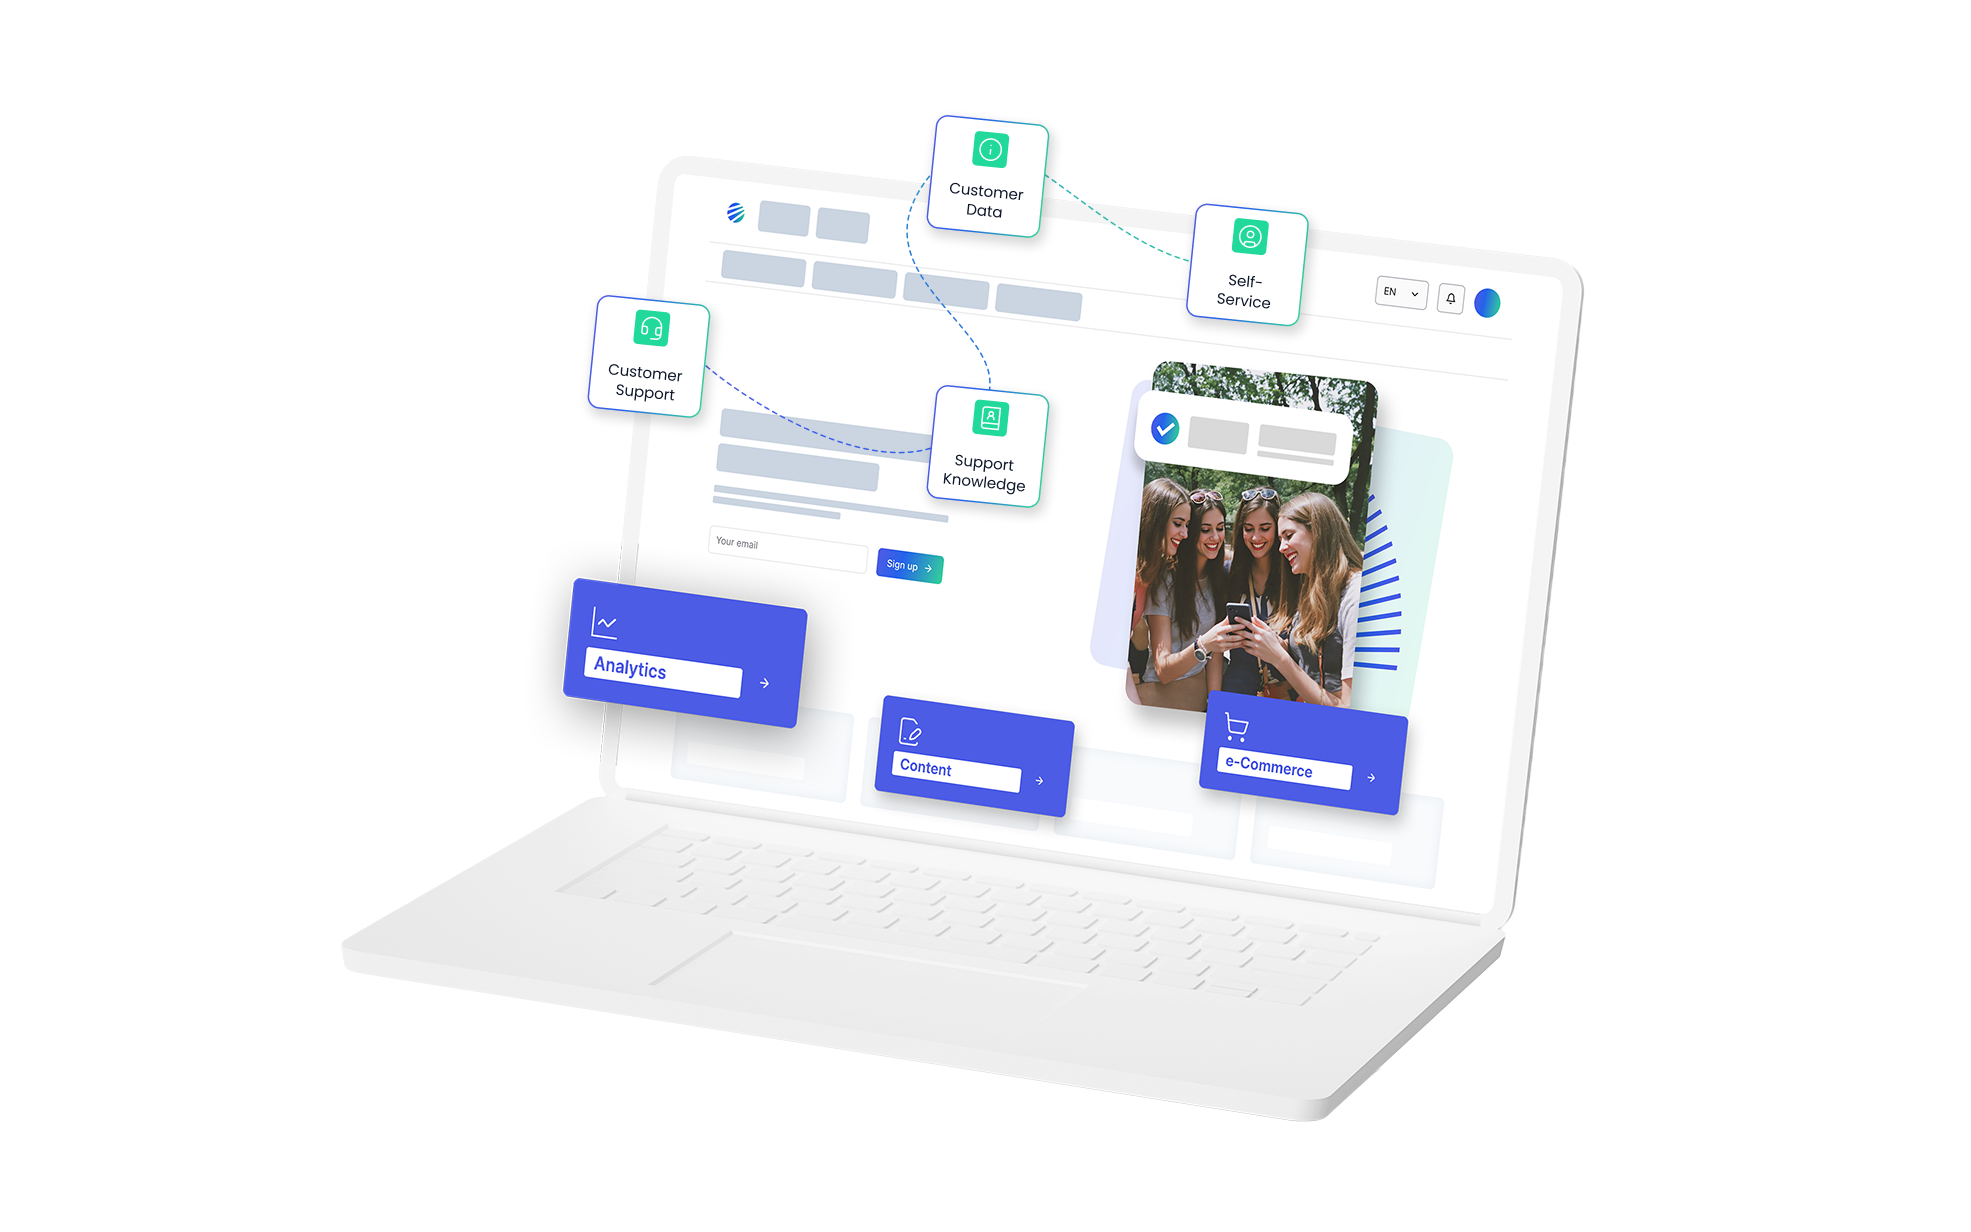 Customer
Data
Self-
Service
EN
Customer
Support
Support
Knowledge
Your email
Sign up
Analytics
Content
e-Commerce